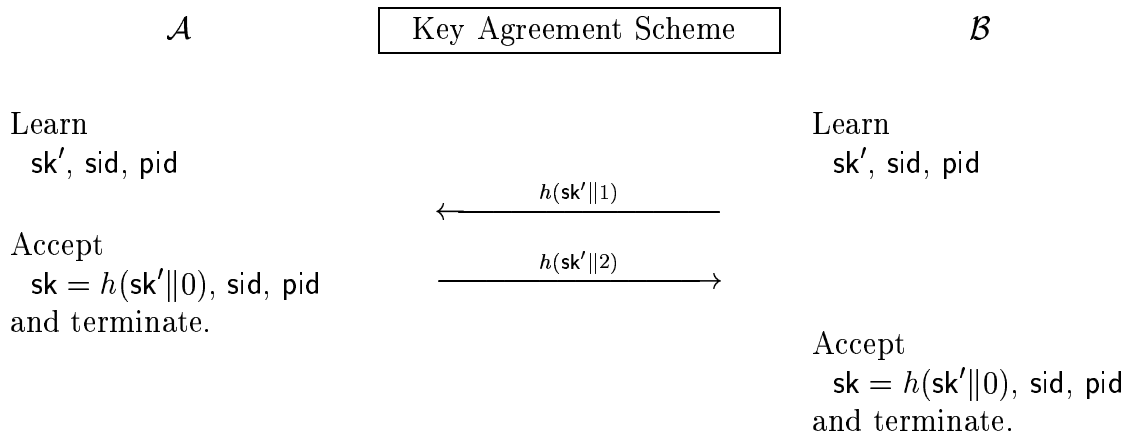 𝒜
Key Agreement Scheme
ℬ
Learn
sk′, sid, pid
Learn
sk′, sid, pid
h(sk′‖1)
Accept
sk = h(sk′‖0), sid, pid
and terminate.
h(sk′‖2)
Accept
sk = h(sk′‖0), sid, pid
and terminate.